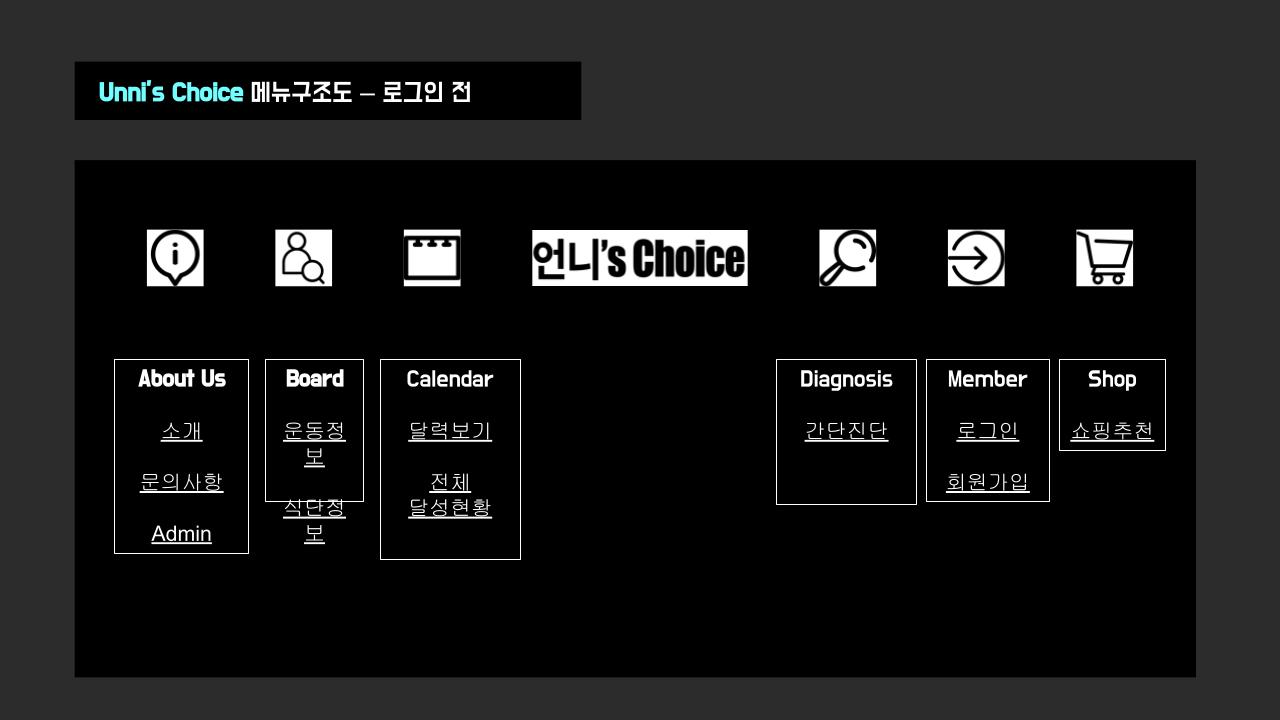 Unni's Choice 메뉴구조도 – 로그인 전
언니's Choice
About Us
소개
문의사항
Admin
Board
운동정
보
식단정
보
Calendar
달력보기
전체
달성현황
Diagnosis
간단진단
Member
로그인
회원가입
Shop
쇼핑추천